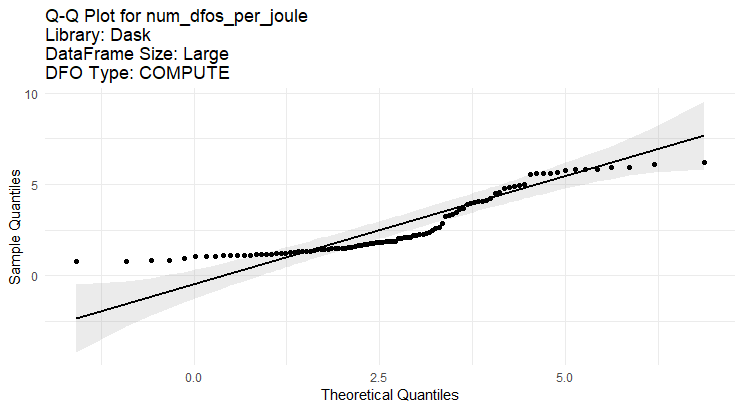 Q-Q Plot for num_dfos_per_joule
Library: Dask
DataFrame Size: Large
DFO Type: COMPUTE
10
5
0
Sample Quantiles
0.0
2.5
5.0
Theoretical Quantiles